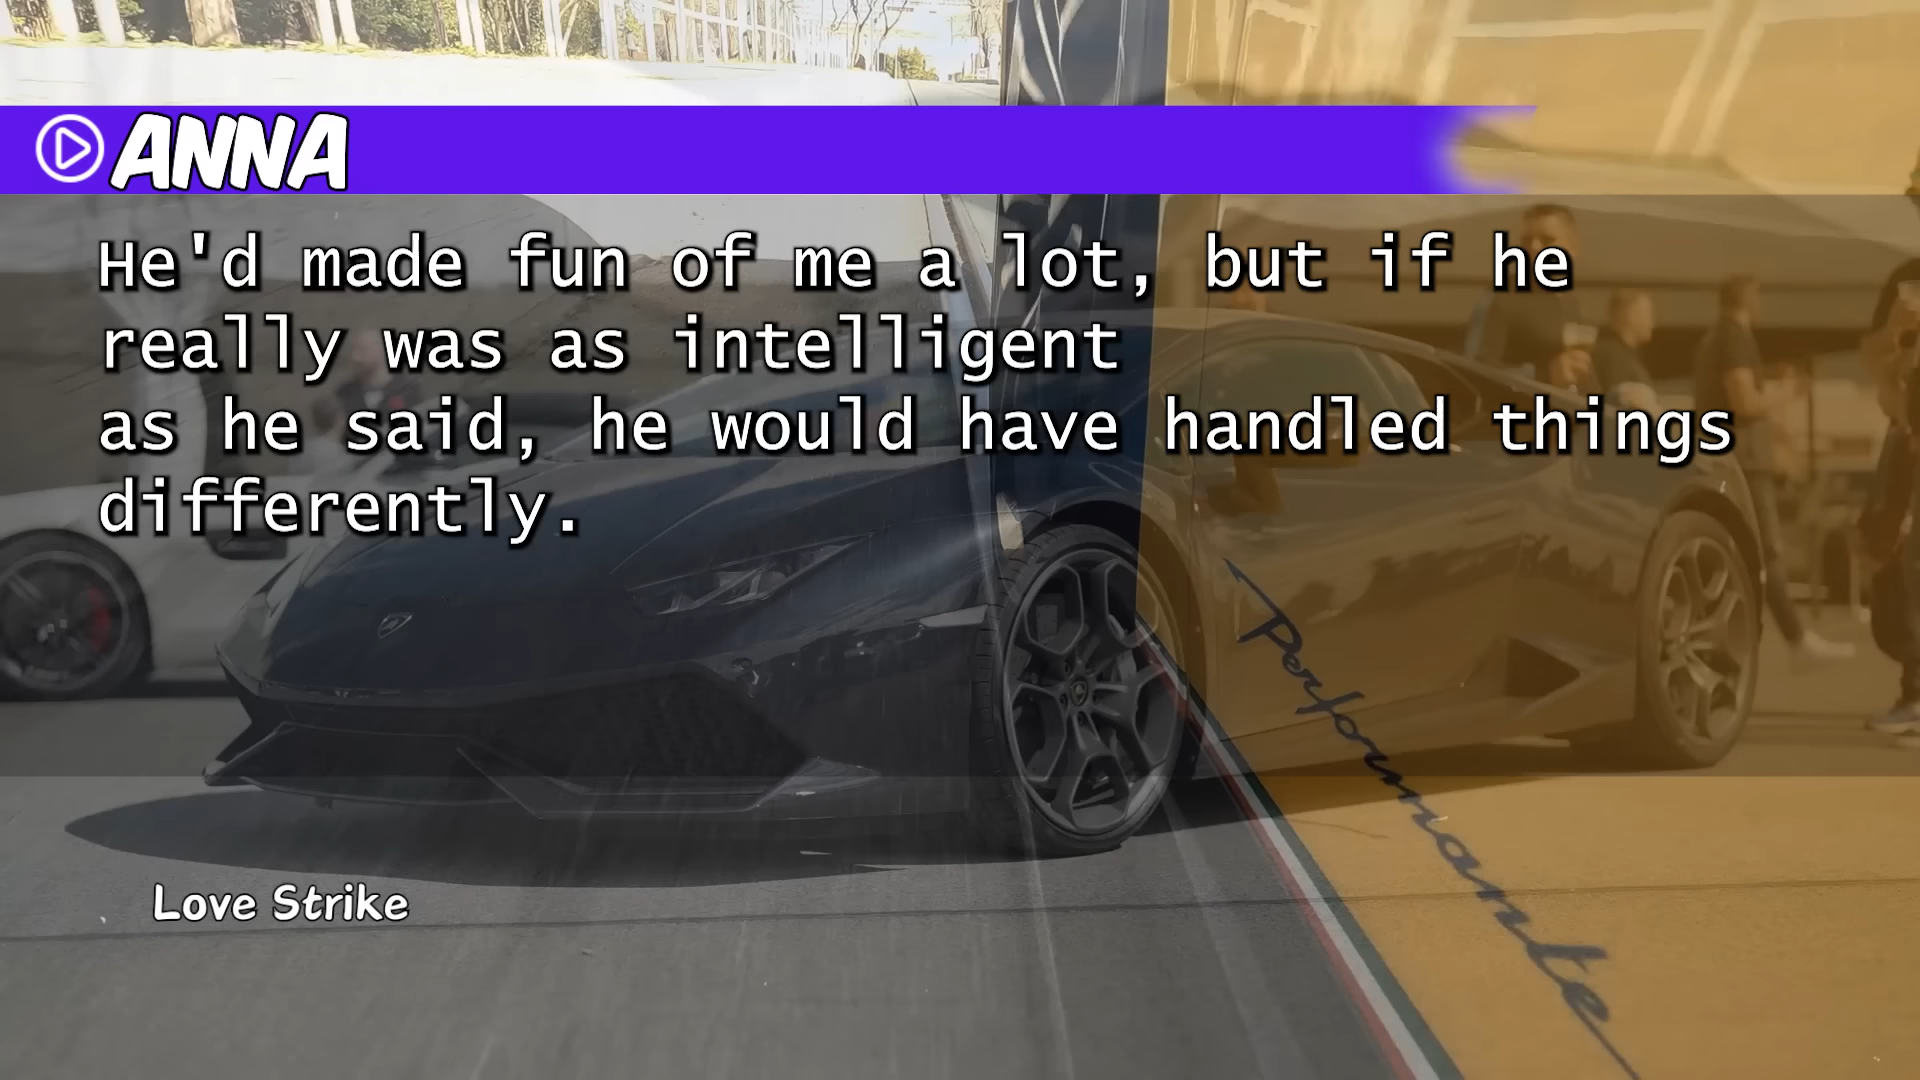 ANNA
He'd made fun of me a lot, but if he
really was as intelligent
as he said, he would have handled things
differently.
Performante
Love Strike